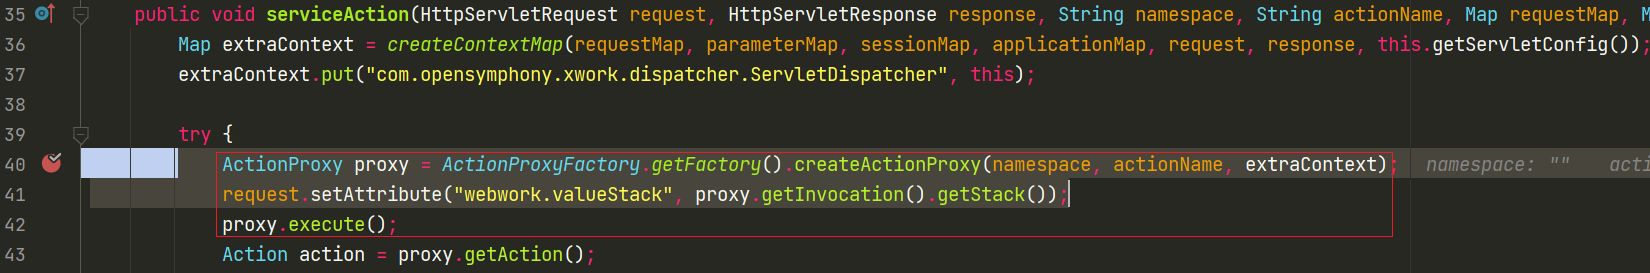 35 public void serviceAction(HttpServletRequest request, HttpServletResponse response, String namespace, String actionName, Map requestMap, M
36 Map extraContext = createContextMap(requestMap, parameterMap, sessionMap, applicationMap, request, response, this.getServletConfig());
37 extraContext.put("com.opensymphony.xwork.dispatcher.ServletDispatcher", this);
38
39 try {
40 ActionProxy proxy = ActionProxyFactory.getFactory().createActionProxy(namespace, actionName, extraContext); namespace: "" acti
41 request.setAttribute("webwork.valueStack", proxy.getInvocation().getStack());
42 proxy.execute();
43 Action action = proxy.getAction();